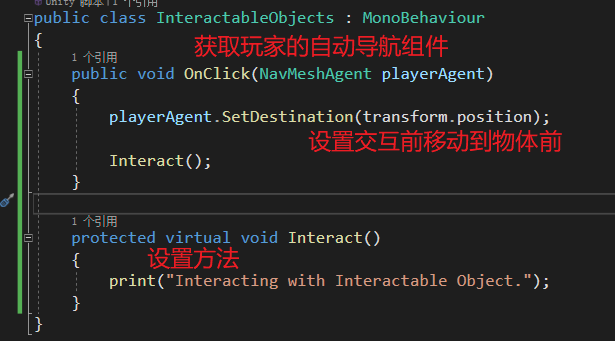 Unity 脚本|1 个引用
public class InteractableObjects : MonoBehaviour
{
获取玩家的自动导航组件
1 个引用
public void OnClick(NavMeshAgent playerAgent)
{
playerAgent.SetDestination(transform.position);
设置交互前移动到物体前
Interact();
}
1 个引用
protected virtual void Interact()
{
设置方法
print("Interacting with Interactable Object.");
}
}